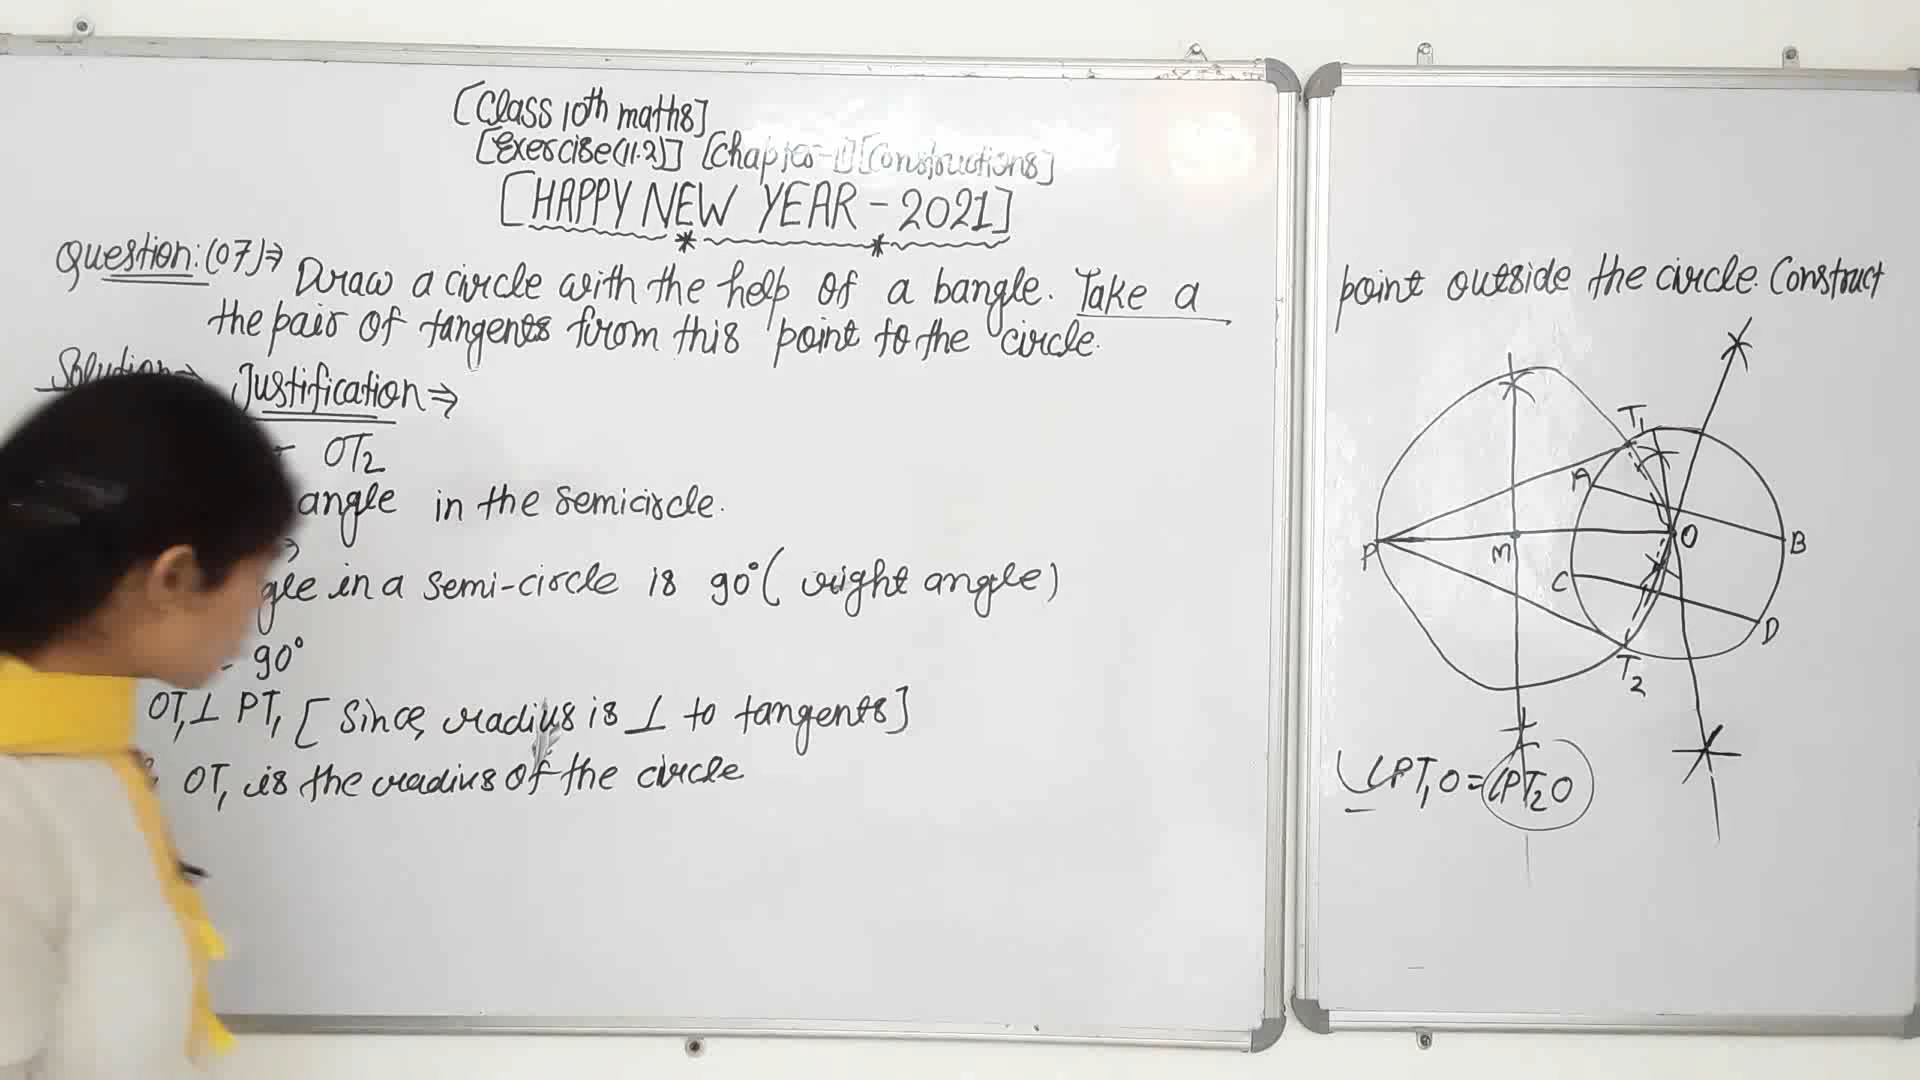 [Class 10th maths]
[Exercise(11.2)] [Chapter-11] [Constructions]
[HAPPY NEW YEAR - 2021]
Question:(07)⇒ Draw a circle with the help of a bangle. Take a
point outside the circle. Construct
the pair of tangents from this point to the circle.
Solution→ Justification⇒
OT2
angle in the semicircle.
in a semi-circle is 90° (right angle)
90°
OT1 ⊥ PT1 [Since, radius is ⊥ to tangents]
OT1 is the radius of the circle
T1
A
P
M
O
B
C
D
T2
∠PT1O = ∠PT2O